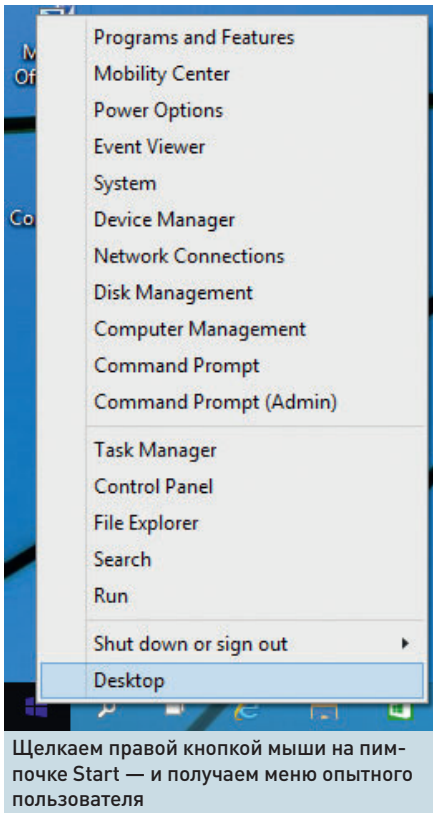 Programs and Features
Mobility Center
Power Options
Event Viewer
System
Device Manager
Network Connections
Disk Management
Computer Management
Command Prompt
Command Prompt (Admin)
Task Manager
Control Panel
File Explorer
Search
Run
Shut down or sign out
Desktop
Щелкаем правой кнопкой мыши на пим-
почке Start — и получаем меню опытного
пользователя